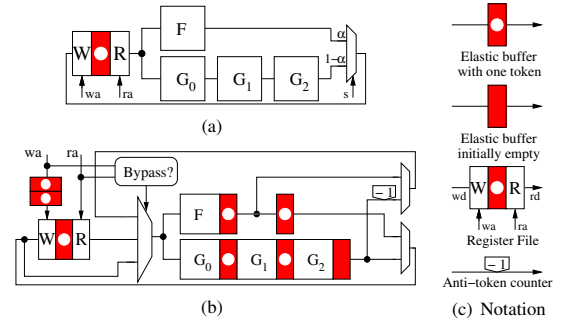 F
α
W R
G₀ G₁ G₂
1−α
wa ra
s
(a)
wa ra
Bypass?
− 1
F
W R
G₀ G₁ G₂
(b)
Elastic buffer
with one token
Elastic buffer
initially empty
wd W R rd
wa ra
Register File
− 1
Anti−token counter
(c) Notation